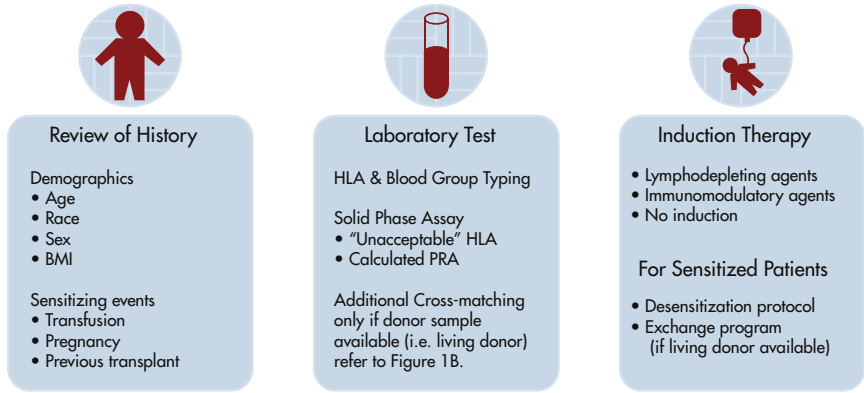 Review of History
Demographics
• Age
• Race
• Sex
• BMI
Sensitizing events
• Transfusion
• Pregnancy
• Previous transplant
Laboratory Test
HLA & Blood Group Typing
Solid Phase Assay
• “Unacceptable” HLA
• Calculated PRA
Additional Cross-matching
only if donor sample
available (i.e. living donor)
refer to Figure 1B.
Induction Therapy
• Lymphodepleting agents
• Immunomodulatory agents
• No induction
For Sensitized Patients
• Desensitization protocol
• Exchange program
(if living donor available)